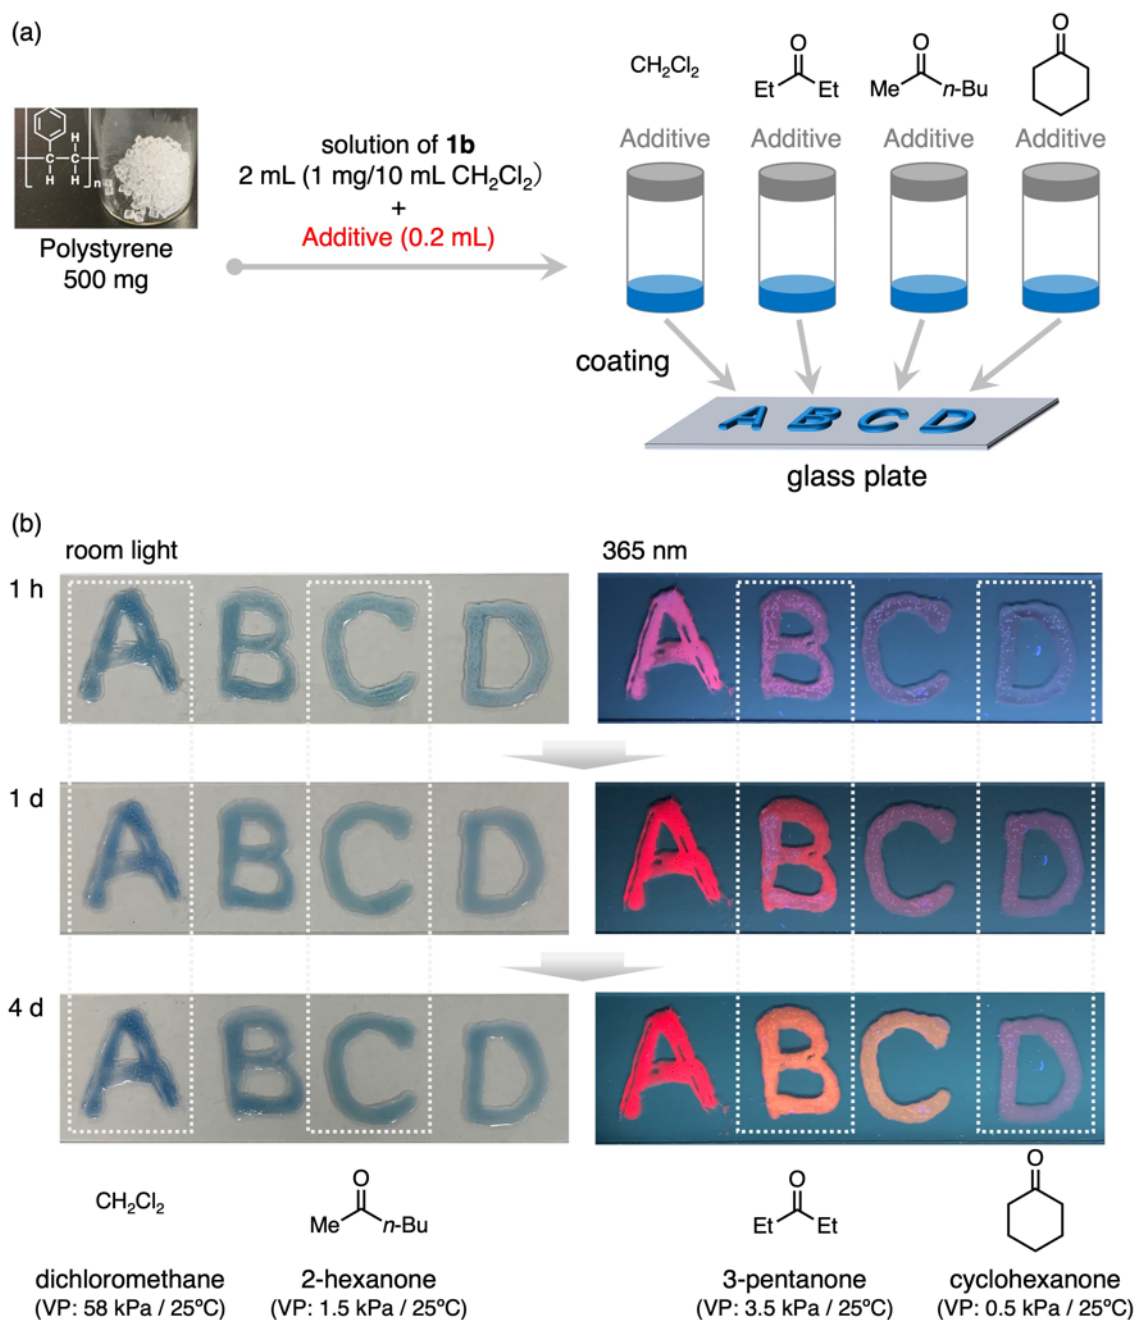 (a)
H
C
C
H
H
n
Polystyrene
500 mg
solution of 1b
2 mL (1 mg/10 mL CH₂Cl₂)
+
Additive (0.2 mL)
CH₂Cl₂
O
Et Et
O
Me n-Bu
O
Additive Additive Additive Additive
coating
A B C D
glass plate
(b)
room light 365 nm
1 h
A B C D A B C D
1 d
A B C D A B C D
4 d
A B C D A B C D
CH₂Cl₂
O
Me n-Bu
O
Et Et
O
dichloromethane 2-hexanone 3-pentanone cyclohexanone
(VP: 58 kPa / 25ºC) (VP: 1.5 kPa / 25ºC) (VP: 3.5 kPa / 25ºC) (VP: 0.5 kPa / 25ºC)